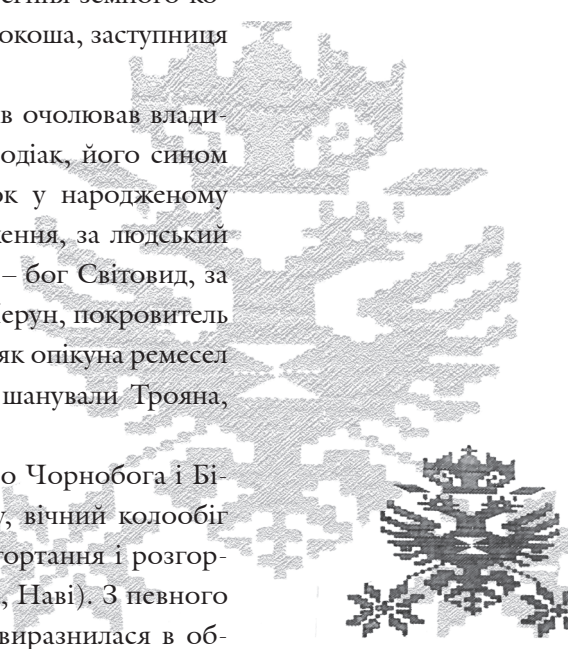 земного ко-
окоша, заступниця
в очолював влади-
одіак, його сином
ок у народженому
ення, за людський
– бог Світовид, за
ерун, покровитель
як опікуна ремесел
шанували Трояна,
о Чорнобога і Бі-
у, вічний колообіг
гортання і розгор-
, Наві). З певного
виразнилася в об-